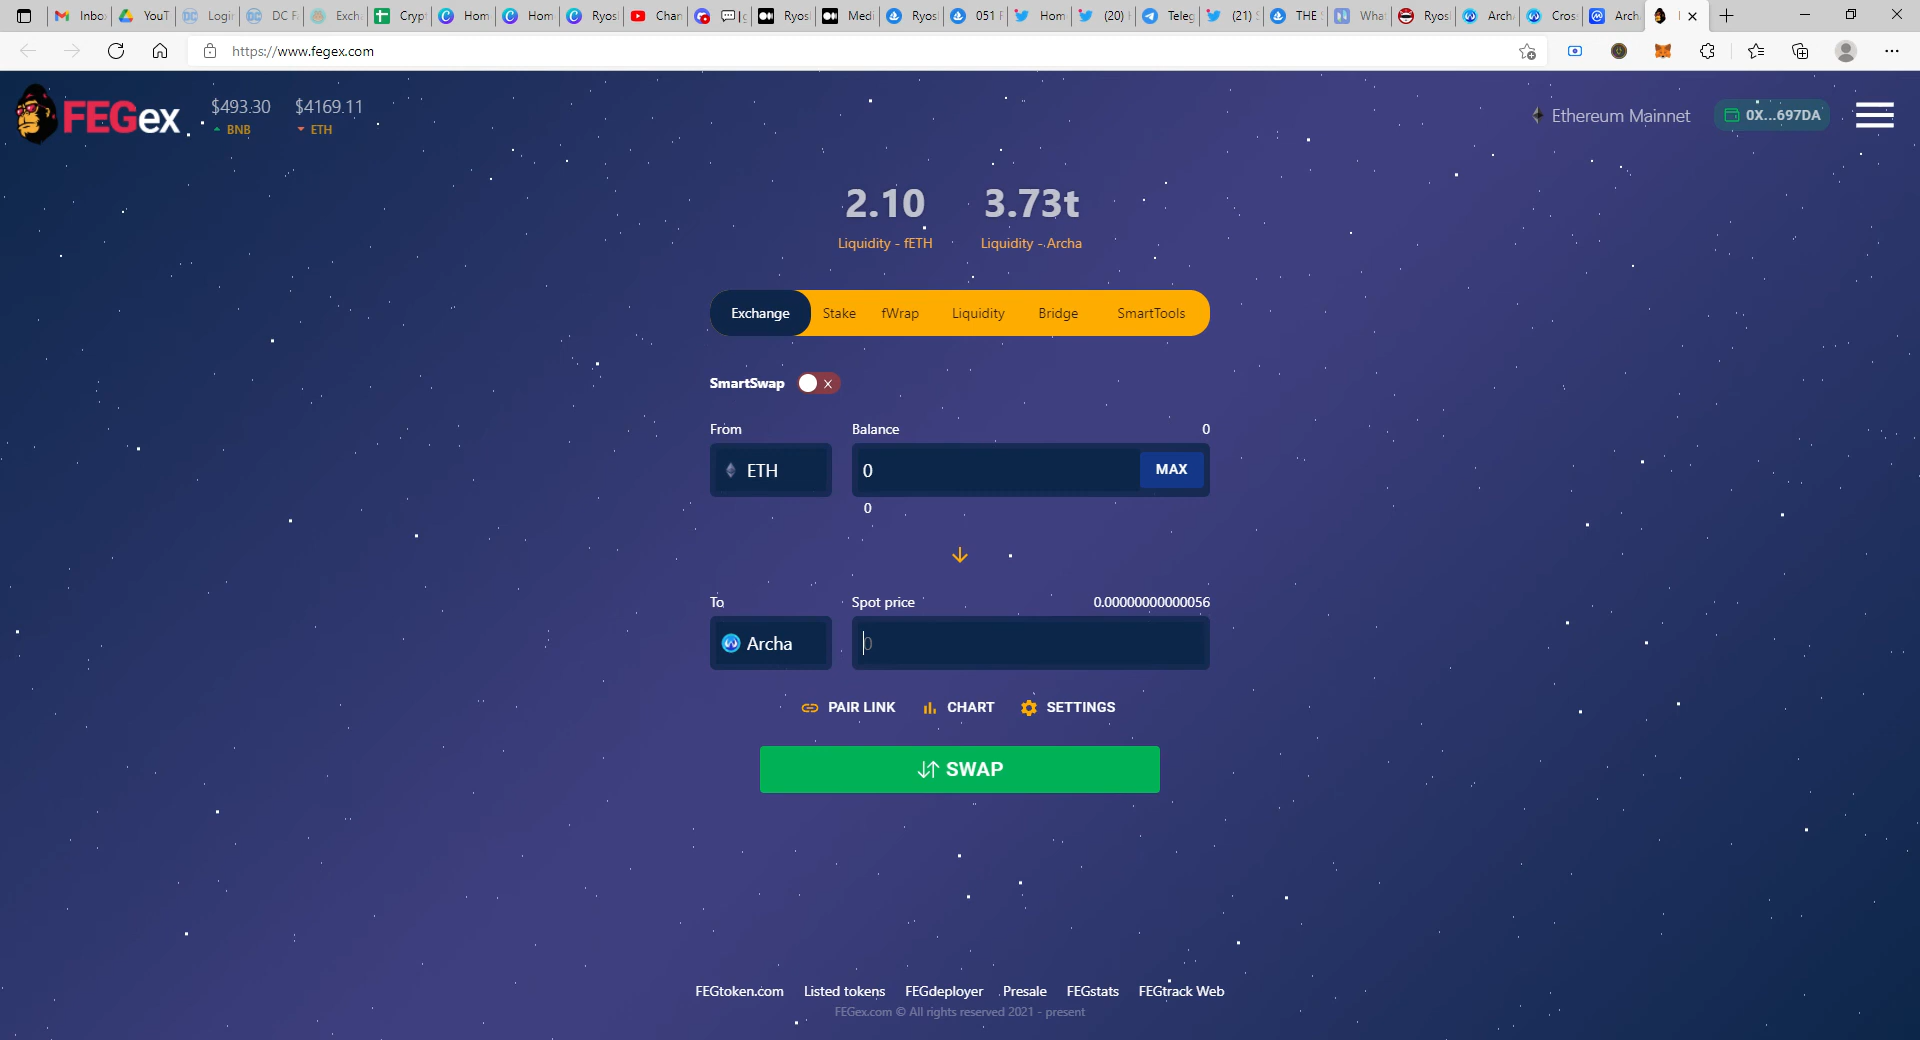 Inbo
YouT
Logi
DC F
Exch
Cryp
Hom
Hom
Ryos
Chan
Ryos
Medi
Ryos
051 F
Hom
(20)
Teleg
(21)
THE
What
Ryos
Arch
Cros
Arch
https://www.fegex.com
FEGex
$493.30 $4169.11
BNB ETH
Ethereum Mainnet
0X...697DA
2.10 3.73t
Liquidity - fETH Liquidity - Archa
Exchange Stake fWrap Liquidity Bridge SmartTools
SmartSwap X
From Balance 0
ETH 0 MAX
0
To Spot price 0.00000000000056
Archa 0
PAIR LINK CHART SETTINGS
SWAP
FEGtoken.com Listed tokens FEGdeployer Presale FEGstats FEGtrack Web
FEGex.com © All rights reserved 2021 - present